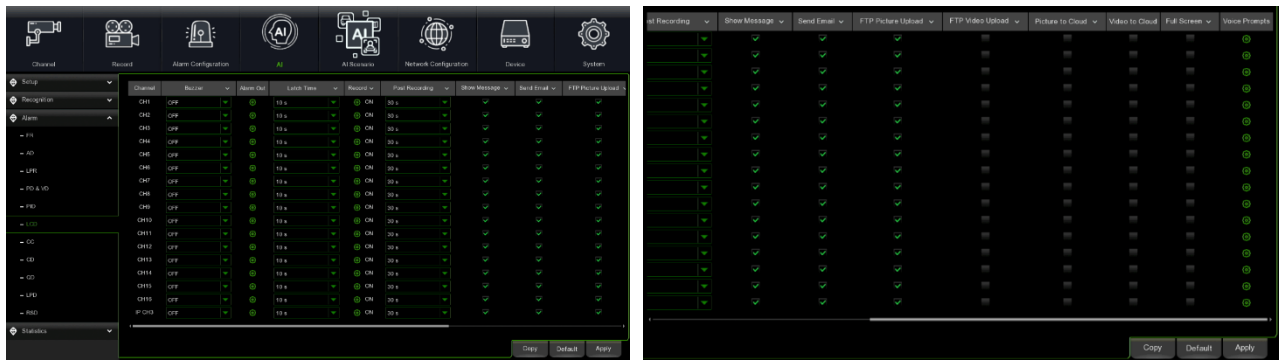 Channel Record Alarm Configuration AI AI Scenario Network Configuration Device System
Setup
Recognition
Alarm
FR
AD
LPR
PD & VD
PID
LCD
CC
CD
QD
LPD
RSD
Statistics
Channel Buzzer Alarm Out Latch Time Record Post Recording Show Message Send Email FTP Picture Upload
CH1 OFF 10 s ON 30 s
CH2 OFF 10 s ON 30 s
CH3 OFF 10 s ON 30 s
CH4 OFF 10 s ON 30 s
CH5 OFF 10 s ON 30 s
CH6 OFF 10 s ON 30 s
CH7 OFF 10 s ON 30 s
CH8 OFF 10 s ON 30 s
CH9 OFF 10 s ON 30 s
CH10 OFF 10 s ON 30 s
CH11 OFF 10 s ON 30 s
CH12 OFF 10 s ON 30 s
CH13 OFF 10 s ON 30 s
CH14 OFF 10 s ON 30 s
CH15 OFF 10 s ON 30 s
CH16 OFF 10 s ON 30 s
IP CH3 OFF 10 s ON 30 s
Copy Default Apply
ost Recording Show Message Send Email FTP Picture Upload FTP Video Upload Picture to Cloud Video to Cloud Full Screen Voice Prompts
Copy Default Apply